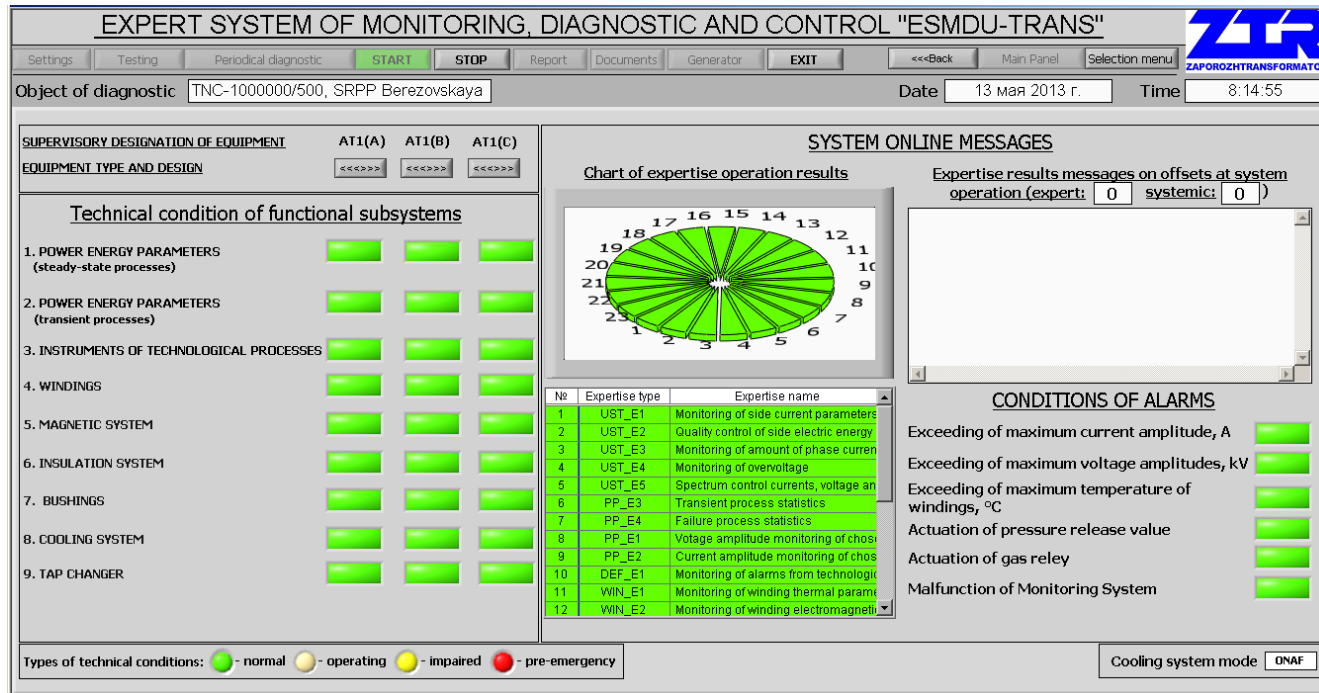 EXPERT SYSTEM OF MONITORING, DIAGNOSTIC AND CONTROL "ESMDU-TRANS"
ZTR
ZAPOROZHTRANSFORMATO
Settings Testing Periodical diagnostic START STOP Report Documents Generator EXIT <<<Back Main Panel Selection menu
Object of diagnostic TNC-1000000/500, SRPP Berezovskaya Date 13 мая 2013 г. Time 8:14:55
SUPERVISORY DESIGNATION OF EQUIPMENT AT1(A) AT1(B) AT1(C)
EQUIPMENT TYPE AND DESIGN <<<>>> <<<>>> <<<>>>
Technical condition of functional subsystems
1. POWER ENERGY PARAMETERS
(steady-state processes)
2. POWER ENERGY PARAMETERS
(transient processes)
3. INSTRUMENTS OF TECHNOLOGICAL PROCESSES
4. WINDINGS
5. MAGNETIC SYSTEM
6. INSULATION SYSTEM
7. BUSHINGS
8. COOLING SYSTEM
9. TAP CHANGER
SYSTEM ONLINE MESSAGES
Chart of expertise operation results
17 16 15 14 13
18 12
19 11
20 10
21 9
22 8
23 7
1 2 3 4 5 6
Expertise results messages on offsets at system
operation (expert: 0 systemic: 0 )
№ Expertise type Expertise name
1 UST_E1 Monitoring of side current parameters
2 UST_E2 Quality control of side electric energy
3 UST_E3 Monitoring of amount of phase curren
4 UST_E4 Monitoring of overvoltage
5 UST_E5 Spectrum control currents, voltage an
6 PP_E3 Transient process statistics
7 PP_E4 Failure process statistics
8 PP_E1 Votage amplitude monitoring of chos
9 PP_E2 Current amplitude monitoring of chos
10 DEF_E1 Monitoring of alarms from technologic
11 WIN_E1 Monitoring of winding thermal parame
12 WIN_E2 Monitoring of winding electromagneti
CONDITIONS OF ALARMS
Exceeding of maximum current amplitude, A
Exceeding of maximum voltage amplitudes, kV
Exceeding of maximum temperature of
windings, °C
Actuation of pressure release value
Actuation of gas reley
Malfunction of Monitoring System
Types of technical conditions: - normal - operating - impaired - pre-emergency
Cooling system mode ONAF